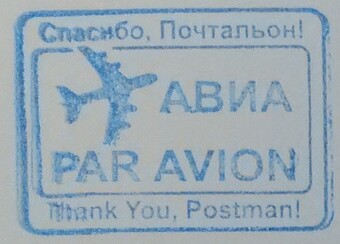 Спасибо, Почтальон!
АВИА
PAR AVION
Thank You, Postman!